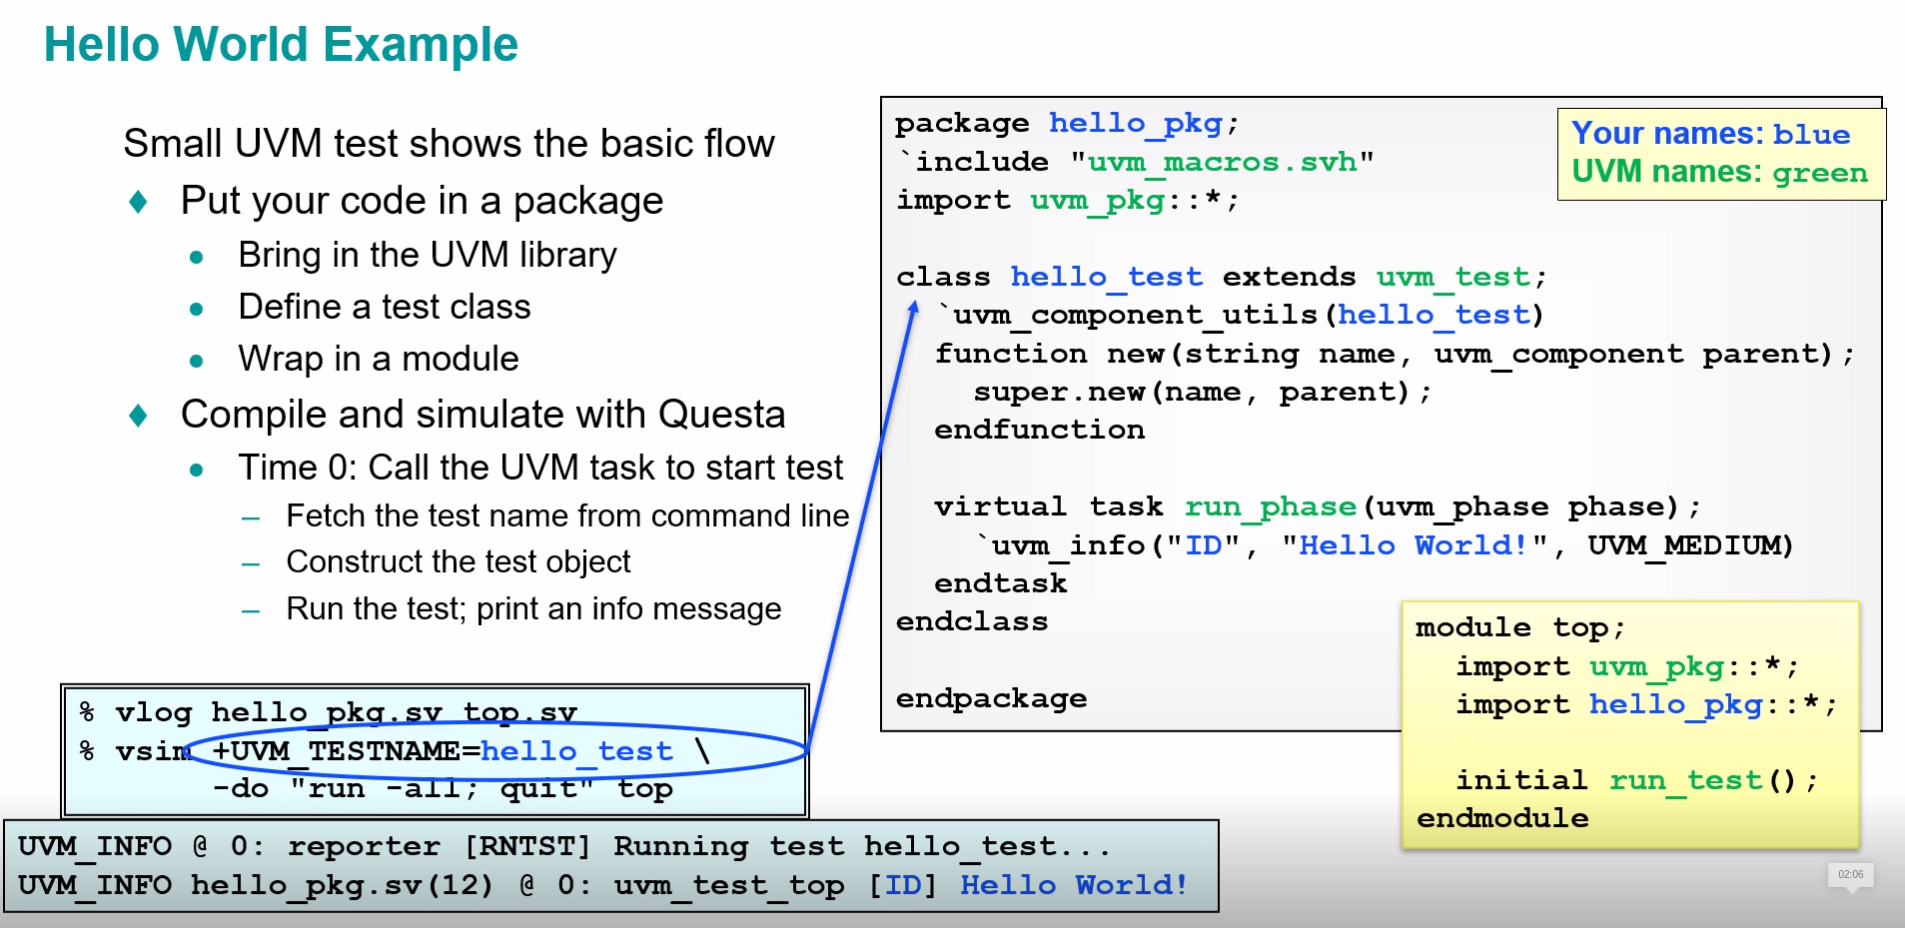 Hello World Example
Small UVM test shows the basic flow
Put your code in a package
Bring in the UVM library
Define a test class
Wrap in a module
Compile and simulate with Questa
Time 0: Call the UVM task to start test
– Fetch the test name from command line
– Construct the test object
– Run the test; print an info message
% vlog hello_pkg.sv top.sv
% vsim +UVM_TESTNAME=hello_test \
-do "run -all; quit" top
UVM_INFO @ 0: reporter [RNTST] Running test hello_test...
UVM_INFO hello_pkg.sv(12) @ 0: uvm_test_top [ID] Hello World!
package hello_pkg;
`include "uvm_macros.svh"
import uvm_pkg::*;
class hello_test extends uvm_test;
`uvm_component_utils(hello_test)
function new(string name, uvm_component parent);
super.new(name, parent);
endfunction
virtual task run_phase(uvm_phase phase);
`uvm_info("ID", "Hello World!", UVM_MEDIUM)
endtask
endclass
endpackage
Your names: blue
UVM names: green
module top;
import uvm_pkg::*;
import hello_pkg::*;
initial run_test();
endmodule
02:06